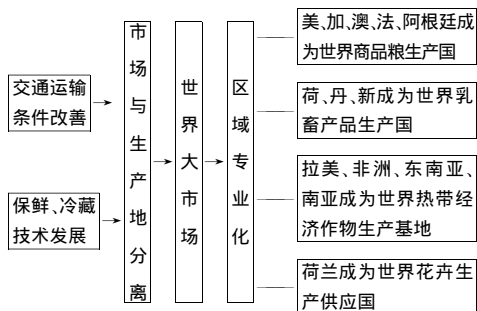 交通运输
条件改善
保鲜、冷藏
技术发展
市场与生产地分离
世界大市场
区域专业化
美、加、澳、法、阿根廷成
为世界商品粮生产国
荷、丹、新成为世界乳
畜产品生产国
拉美、非洲、东南亚、
南亚成为世界热带经
济作物生产基地
荷兰成为世界花卉生
产供应国